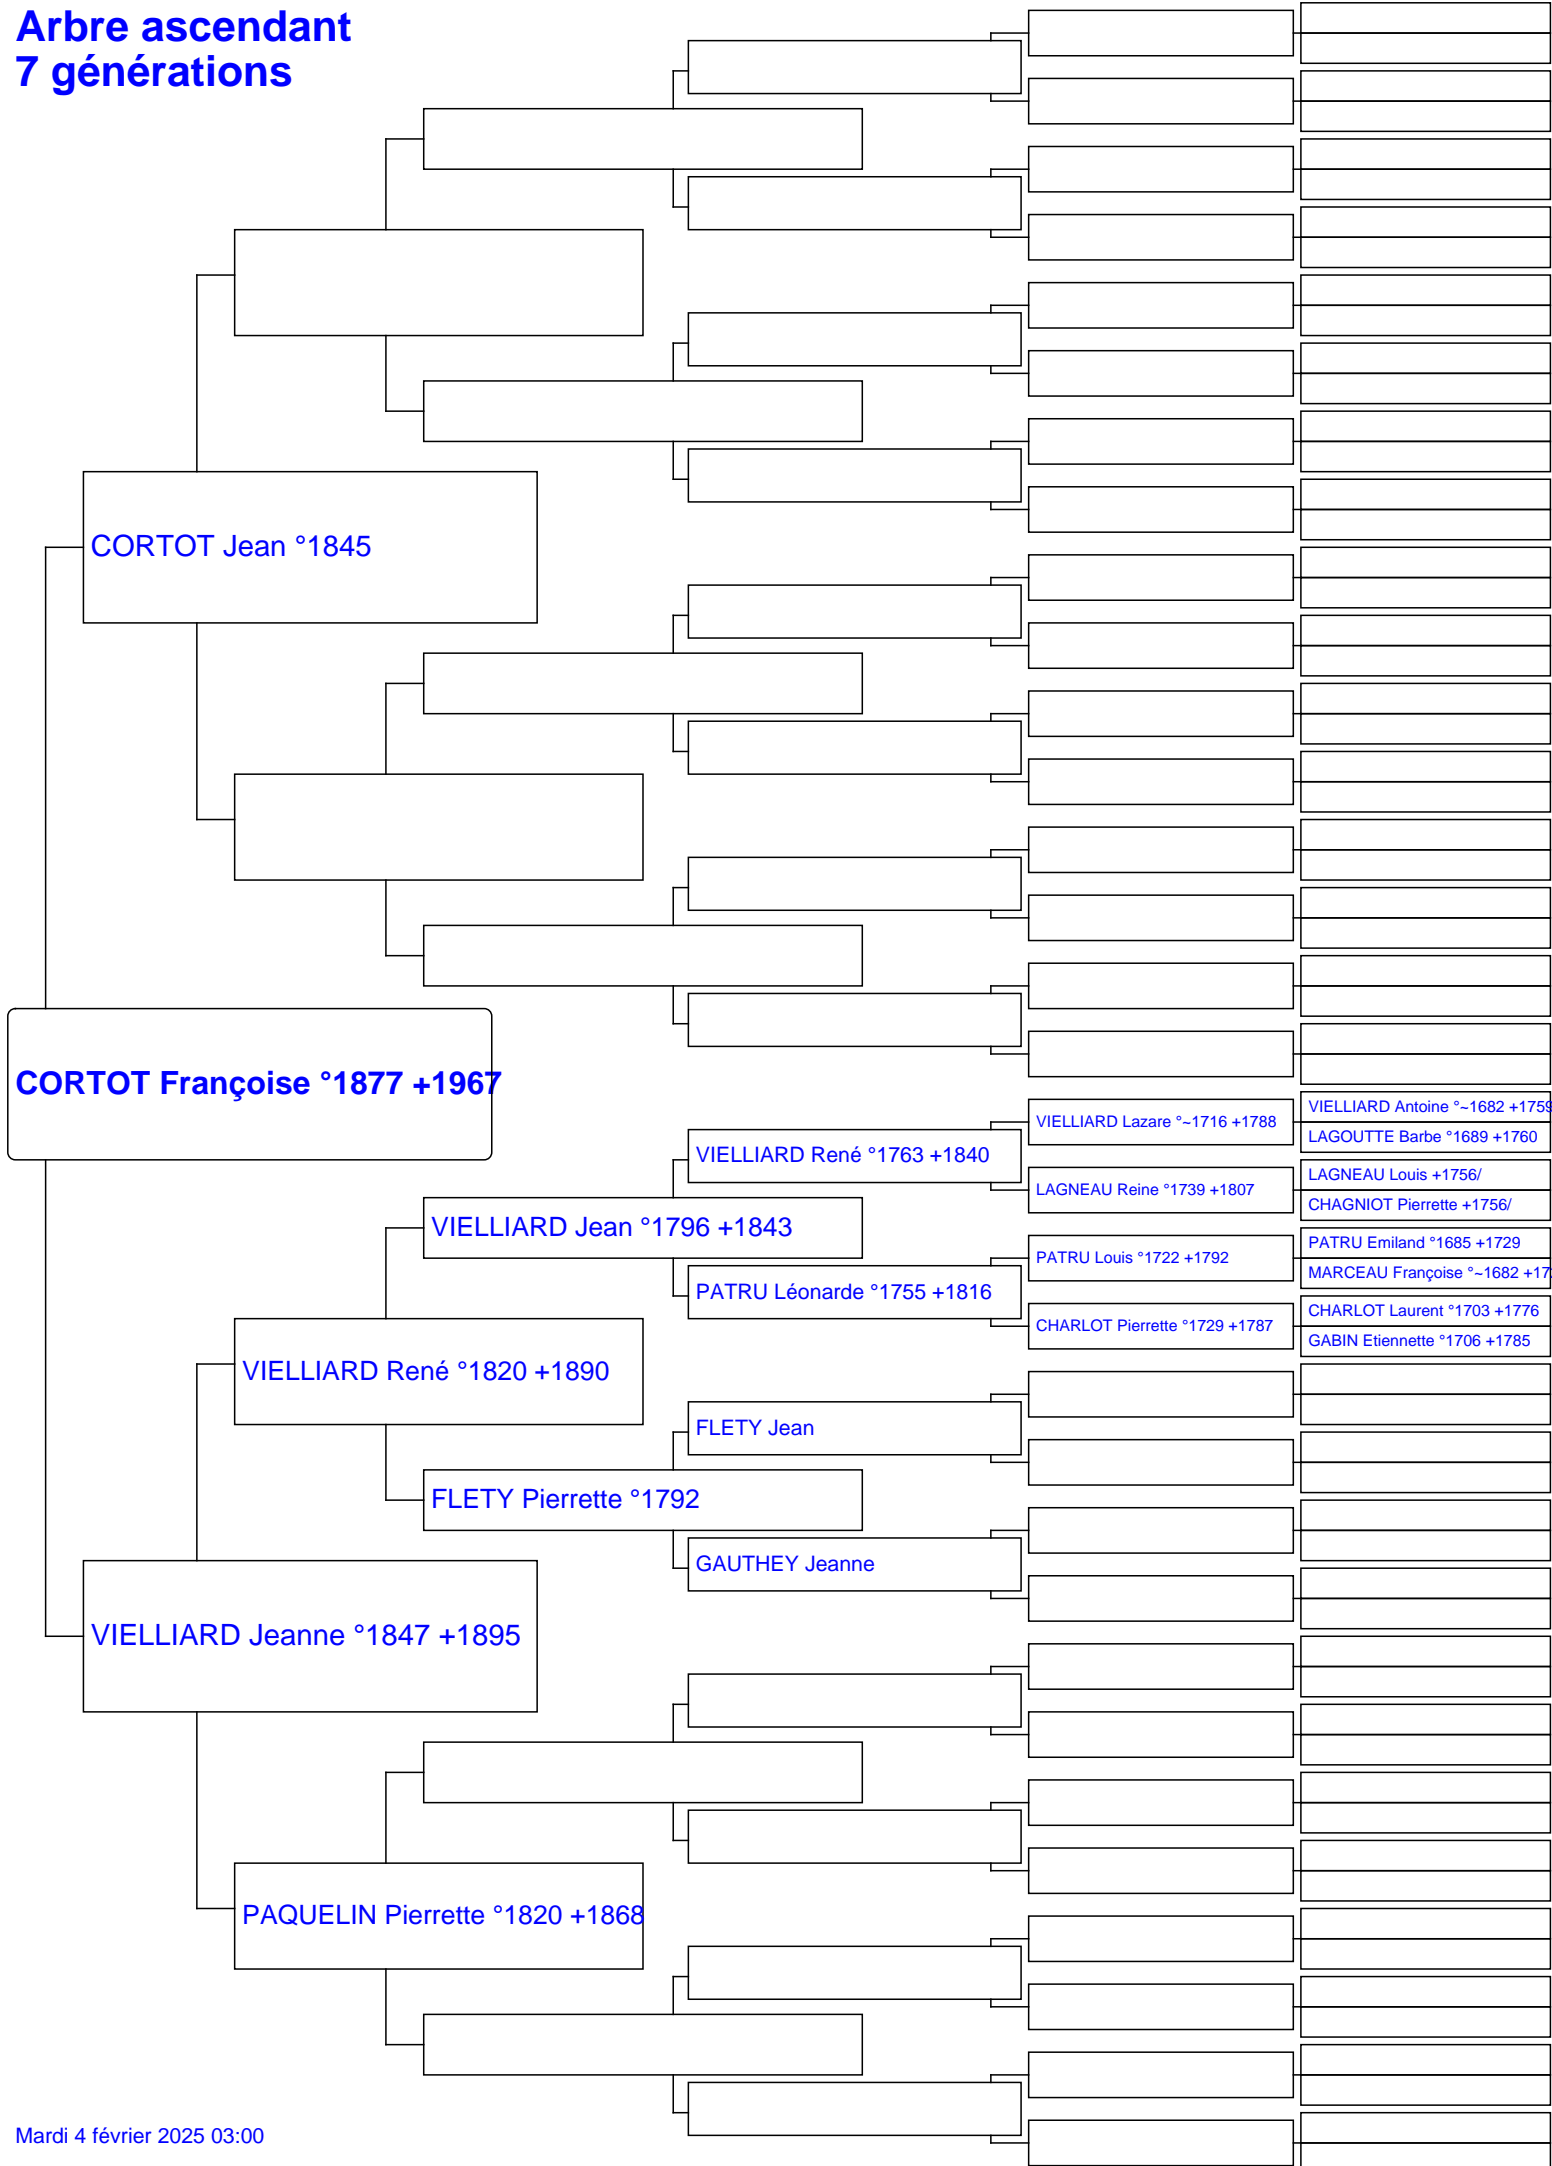 Arbre ascendant
7 générations
CORTOT Jean °1845
CORTOT Françoise °1877 +1967
VIELLIARD Antoine °~1682 +1759
VIELLIARD Lazare °~1716 +1788
LAGOUTTE Barbe °1689 +1760
VIELLIARD René °1763 +1840
LAGNEAU Louis +1756/
LAGNEAU Reine °1739 +1807
CHAGNIOT Pierrette +1756/
VIELLIARD Jean °1796 +1843
PATRU Emiland °1685 +1729
PATRU Louis °1722 +1792
MARCEAU Françoise °~1682
PATRU Léonarde °1755 +1816
CHARLOT Laurent °1703 +1776
CHARLOT Pierrette °1729 +1787
GABIN Etiennette °1706 +1785
VIELLIARD René °1820 +1890
FLETY Jean
FLETY Pierrette °1792
GAUTHEY Jeanne
VIELLIARD Jeanne °1847 +1895
PAQUELIN Pierrette °1820 +1868
Mardi 4 février 2025 03:00